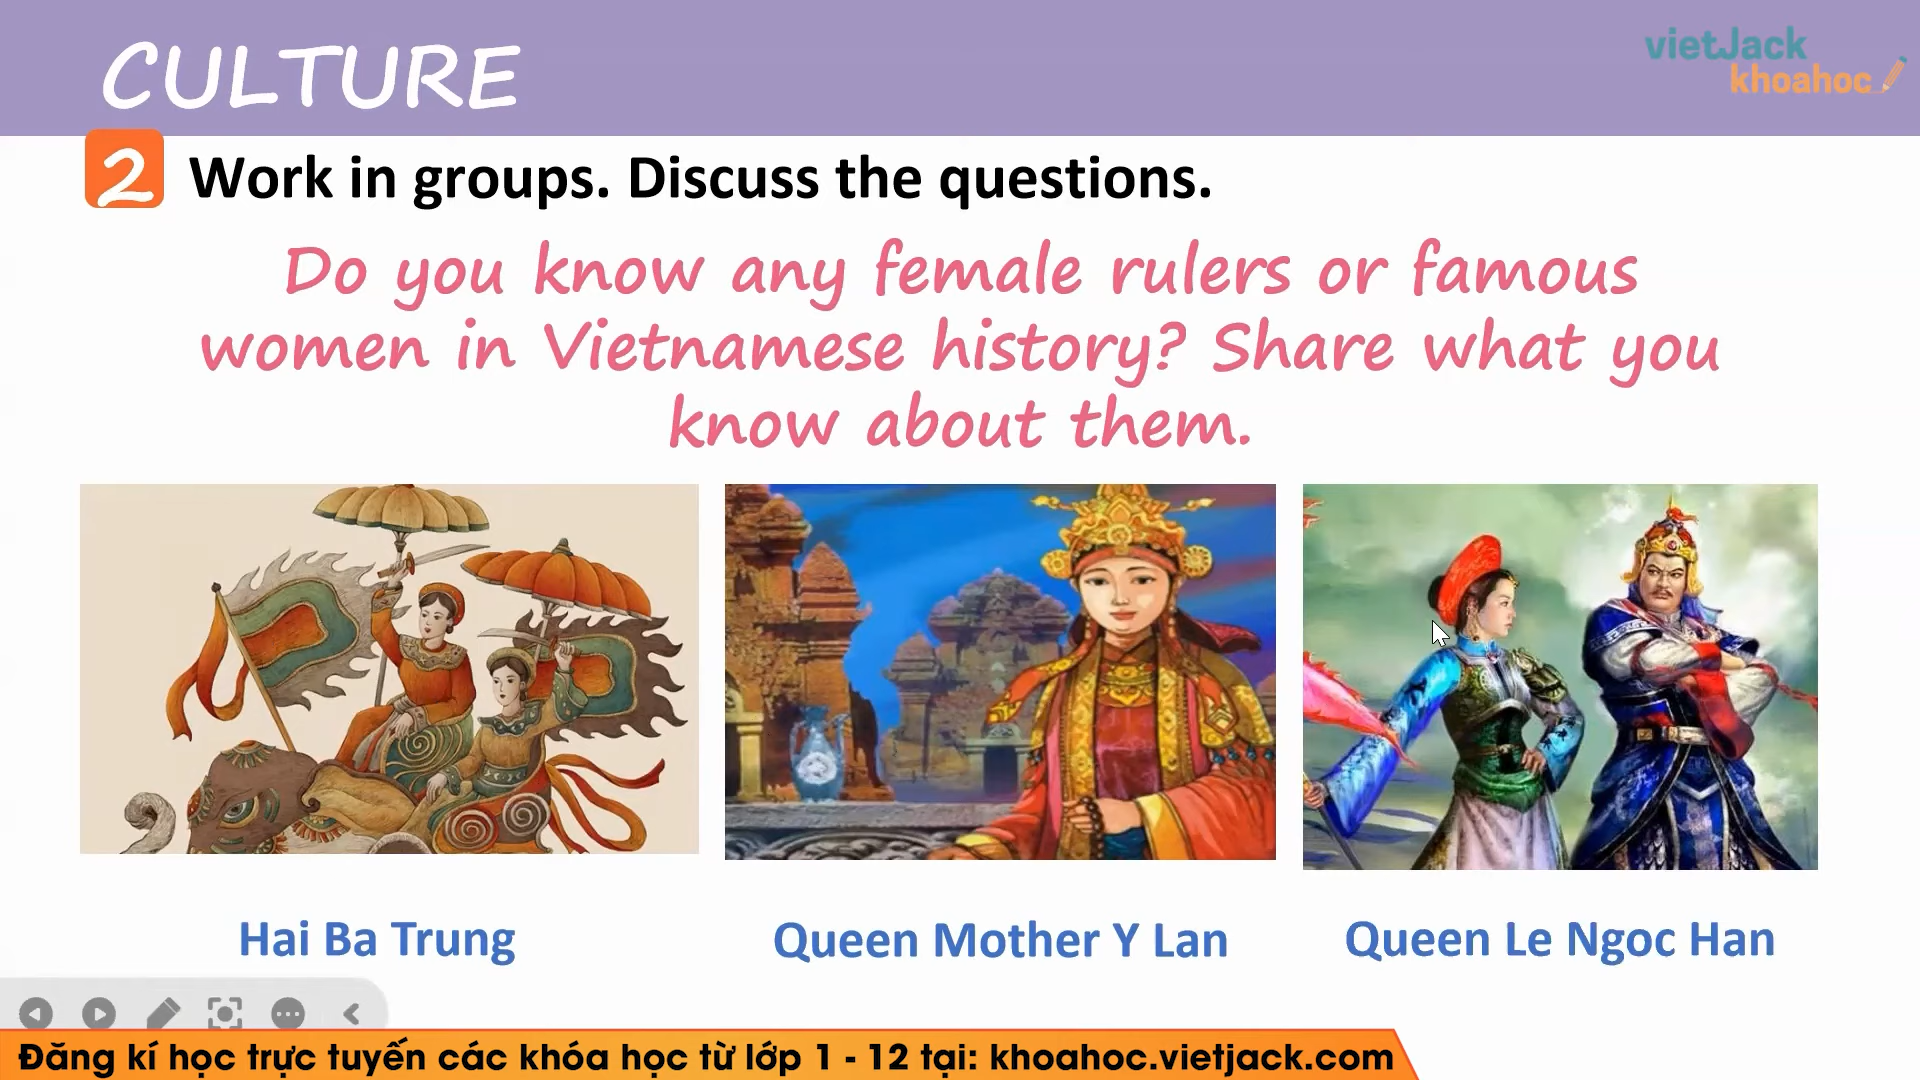 CULTURE
vietJack
khoahoc
2 Work in groups. Discuss the questions.
Do you know any female rulers or famous
women in Vietnamese history? Share what you
know about them.
Hai Ba Trung
Queen Mother Y Lan
Queen Le Ngoc Han
Đăng kí học trực tuyến các khóa học từ lớp 1 - 12 tại: khoahoc.vietjack.com